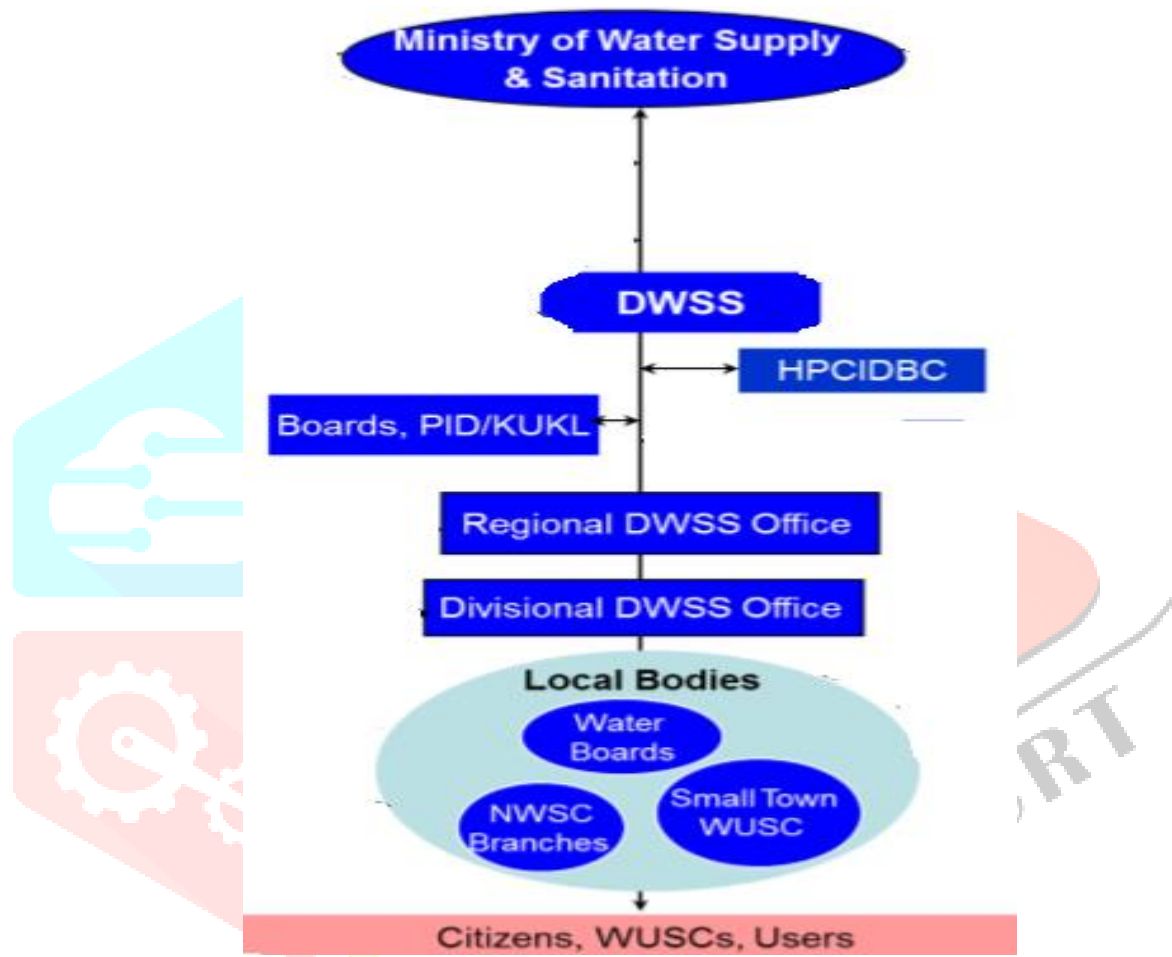 Ministry of Water Supply
& Sanitation
DWSS
HPCIDBC
Boards, PID/KUKL
Regional DWSS Office
Divisional DWSS Office
Local Bodies
Water
Boards
Small Town
WUSC
NWSC
Branches
Citizens, WUSCs, Users